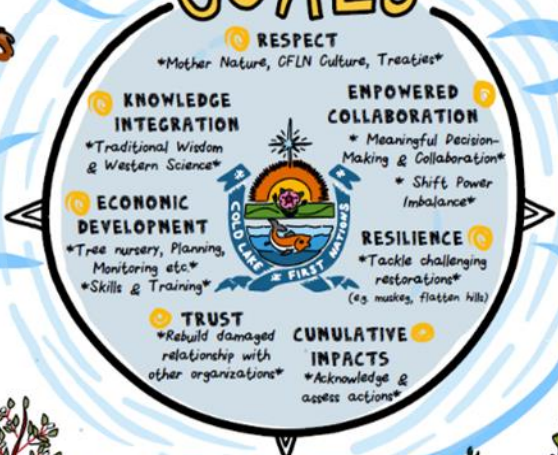 GOALS
RESPECT
*Mother Nature, CFLN Culture, Treaties*
KNOWLEDGE
INTEGRATION
*Traditional Wisdom
& Western Science*
EMPOWERED
COLLABORATION
* Meaningful Decision-
Making & Collaboration*
* Shift Power
Imbalance*
ECONOMIC
DEVELOPMENT
*Tree nursery, Planning,
Monitoring etc.*
*Skills & Training*
COLD LAKE FIRST NATIONS
RESILIENCE
*Tackle challenging
restorations*
(e.g. muskeg, flatten hills)
TRUST
*Rebuild damaged
relationship with
other organizations*
CUMULATIVE
IMPACTS
*Acknowledge &
assess actions*